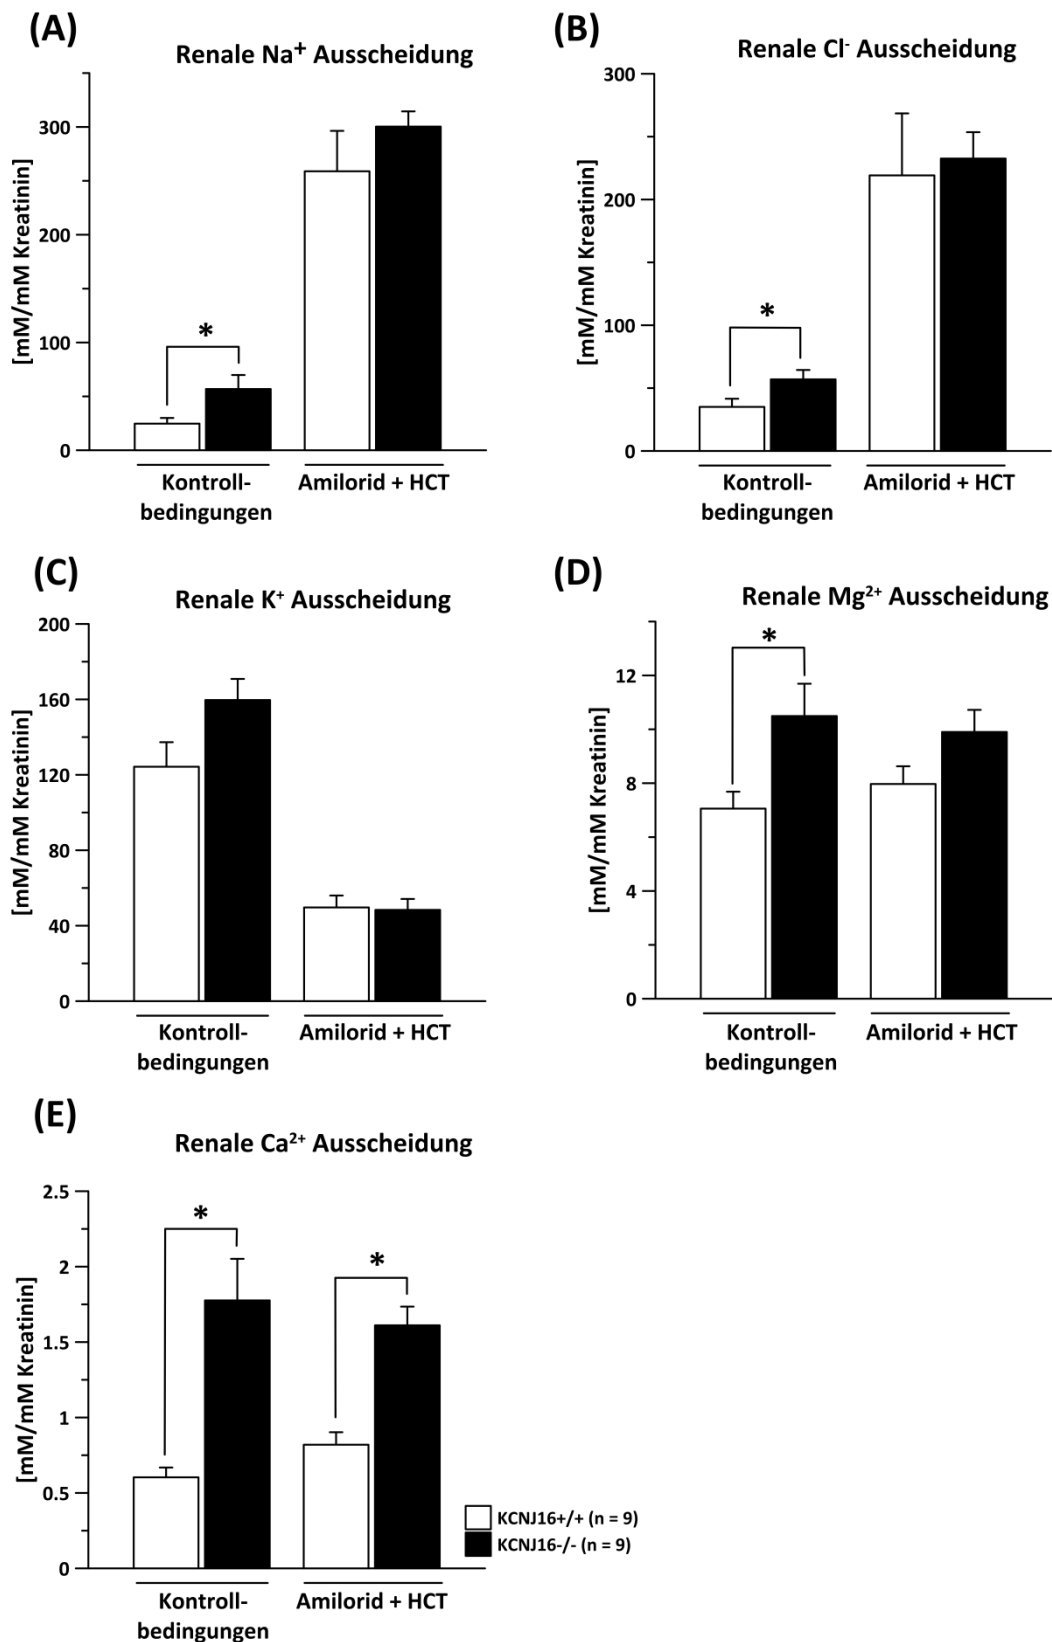 (A)
Renale Na⁺ Ausscheidung
[mM/mM Kreatinin]
300
200
100
0
*
Kontroll-
bedingungen
Amilorid + HCT
(B)
Renale Cl⁻ Ausscheidung
[mM/mM Kreatinin]
300
200
100
0
*
Kontroll-
bedingungen
Amilorid + HCT
(C)
Renale K⁺ Ausscheidung
[mM/mM Kreatinin]
200
160
120
80
40
0
Kontroll-
bedingungen
Amilorid + HCT
(D)
Renale Mg²⁺ Ausscheidung
[mM/mM Kreatinin]
12
8
4
0
*
Kontroll-
bedingungen
Amilorid + HCT
(E)
Renale Ca²⁺ Ausscheidung
[mM/mM Kreatinin]
2.5
2
1.5
1
0.5
0
*
*
Kontroll-
bedingungen
Amilorid + HCT
KCNJ16+/+ (n = 9)
KCNJ16-/- (n = 9)